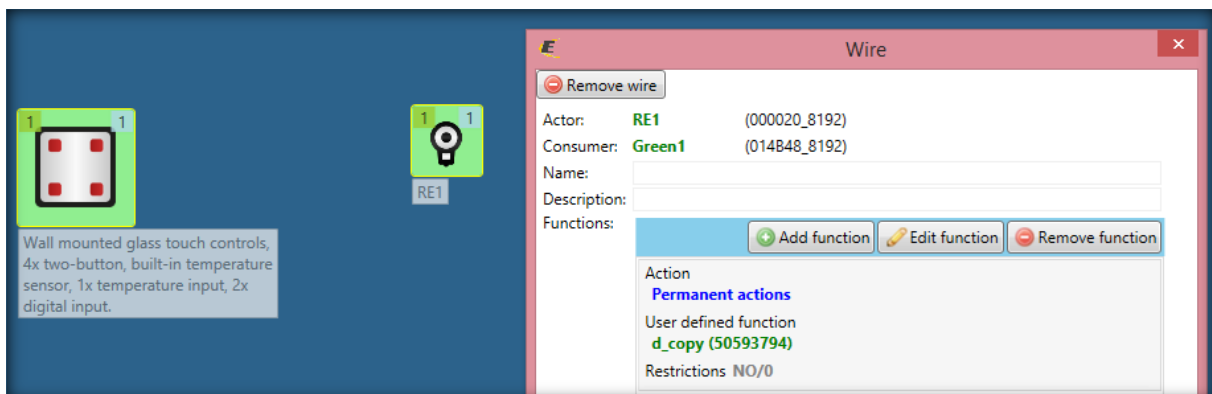 Wire
Remove wire
Actor: RE1 (000020_8192)
Consumer: Green1 (014B48_8192)
Name:
Description:
Functions:
Add function Edit function Remove function
Action
Permanent actions
User defined function
d_copy (50593794)
Restrictions NO/0
1 1
Wall mounted glass touch controls,
4x two-button, built-in temperature
sensor, 1x temperature input, 2x
digital input.
1 1
RE1